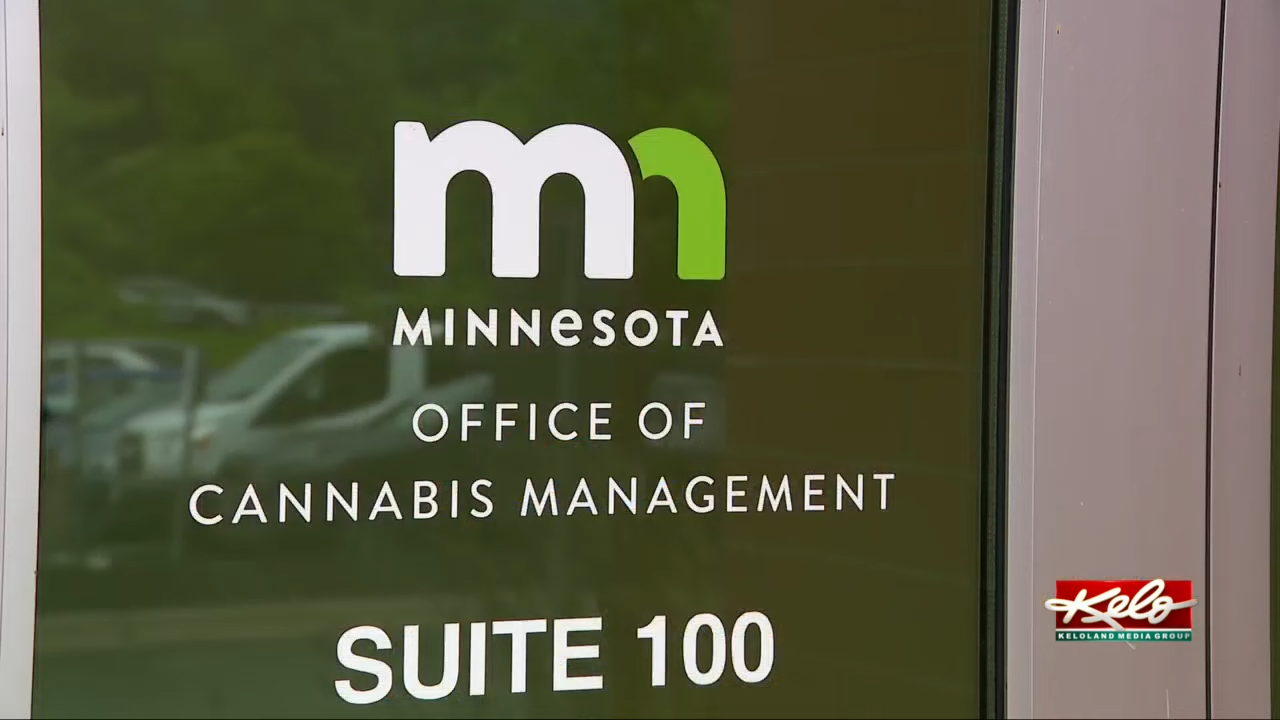 mn
MINNeSOTA
OFFICE OF
CANNABIS MANAGEMENT
SUITE 100
Kelo
KELOLAND MEDIA GROUP